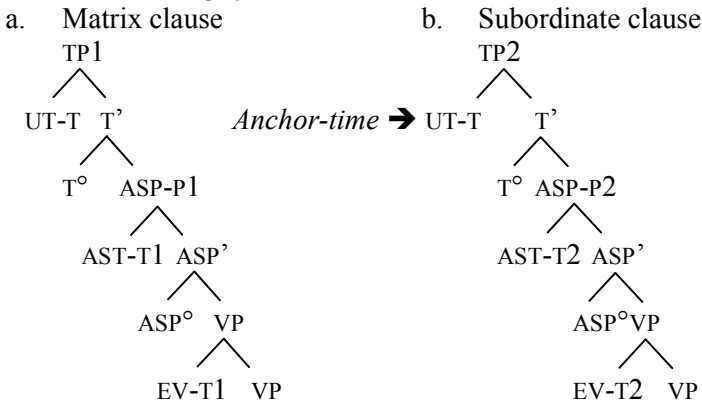 a. Matrix clause b. Subordinate clause
TP1 TP2
UT-T T’ Anchor-time ➔ UT-T T’
T° ASP-P1 T° ASP-P2
AST-T1 ASP’ AST-T2 ASP’
ASP° VP ASP° VP
EV-T1 VP EV-T2 VP